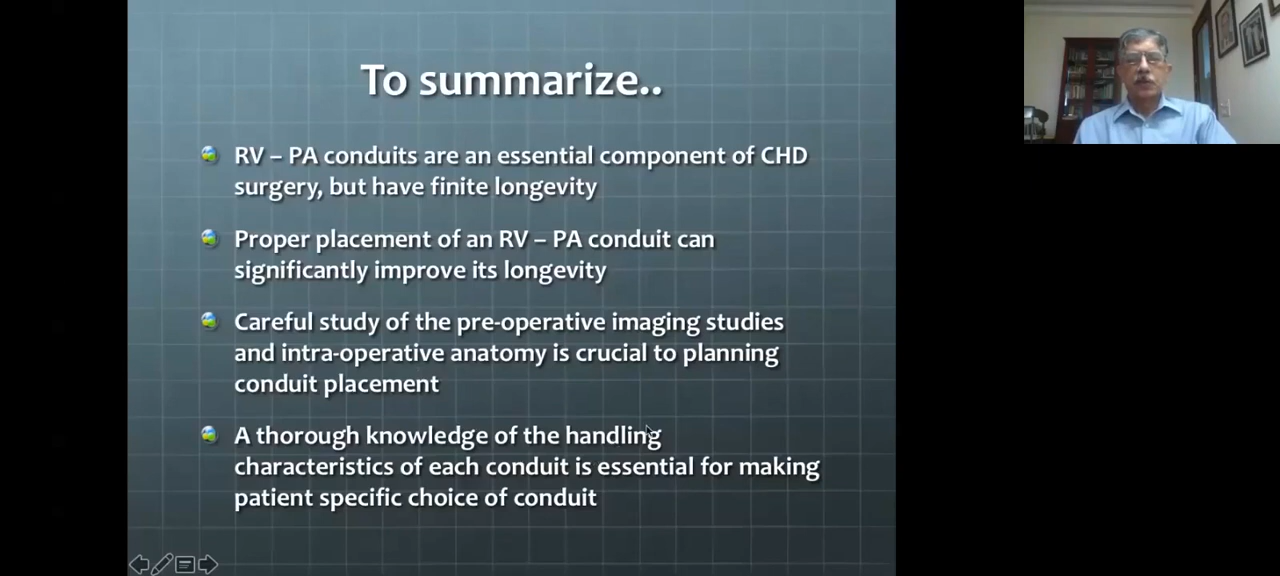 To summarize..
RV – PA conduits are an essential component of CHD
surgery, but have finite longevity
Proper placement of an RV – PA conduit can
significantly improve its longevity
Careful study of the pre-operative imaging studies
and intra-operative anatomy is crucial to planning
conduit placement
A thorough knowledge of the handling
characteristics of each conduit is essential for making
patient specific choice of conduit